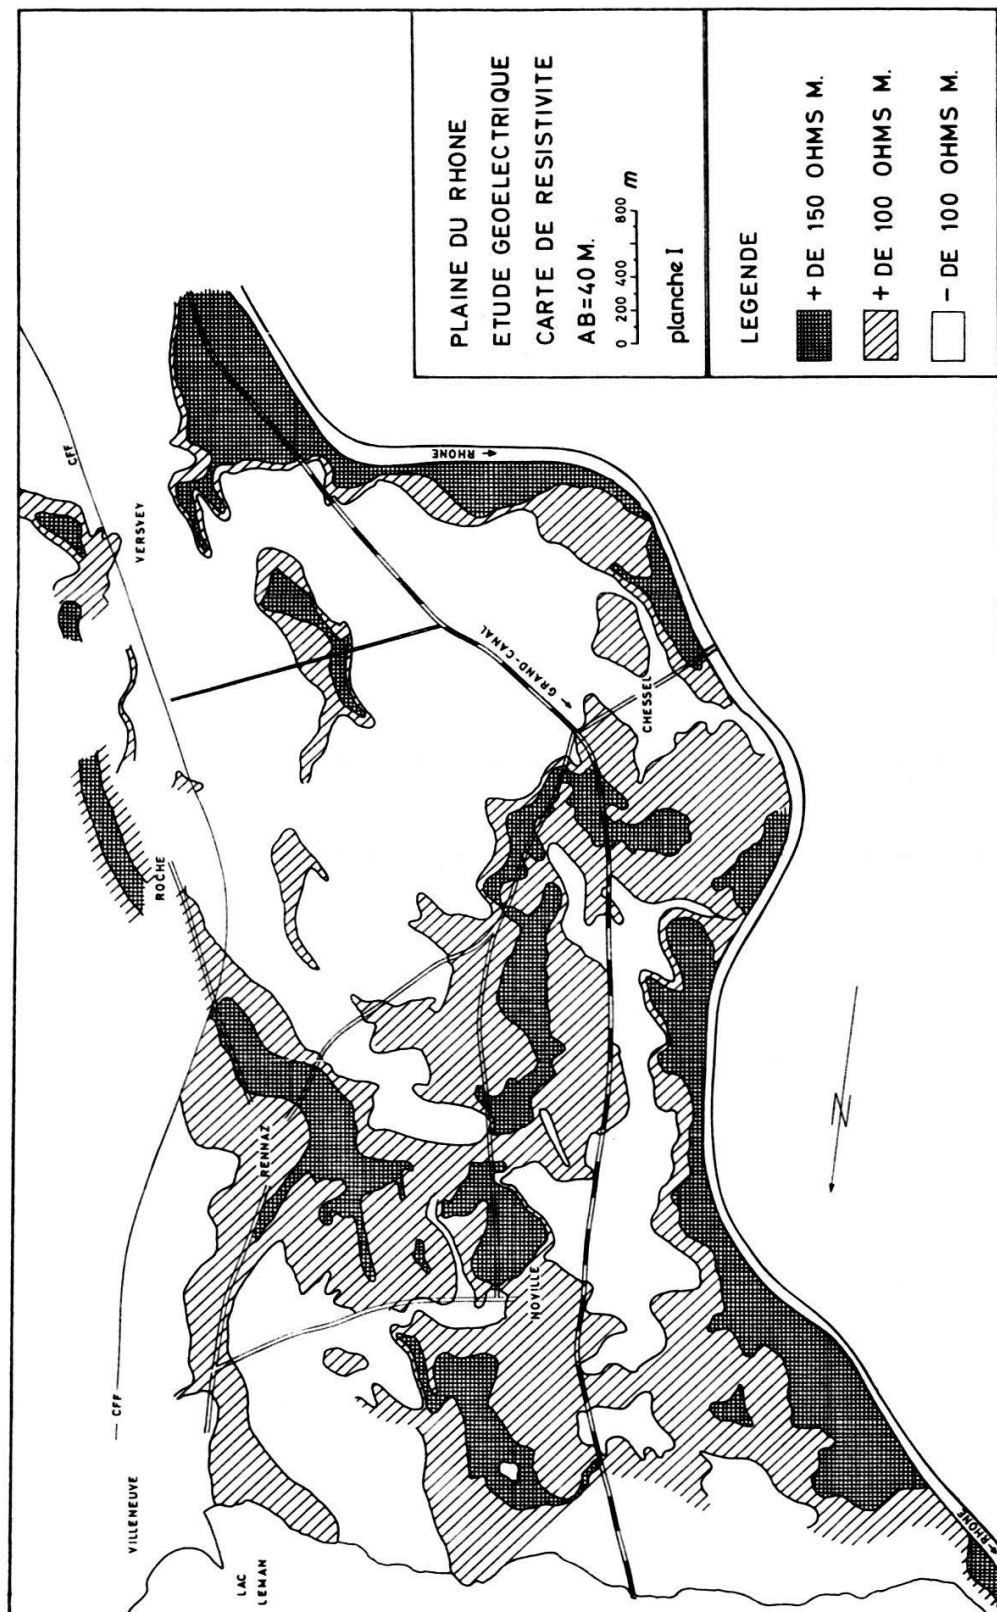 PLAINE DU RHONE
ETUDE GEOELECTRIQUE
CARTE DE RESISTIVITE
AB=40 M.
0 200 400 800 m
planche I
LEGENDE
+ DE 150 OHMS M.
+ DE 100 OHMS M.
- DE 100 OHMS M.
VILLENEUVE
LAC
LEMAN
CFF
RENNAZ
ROCHE
VERSVEY
CFF
NOVILLE
GRAND-CANAL
CHESSEL
RHONE
RHONE
N